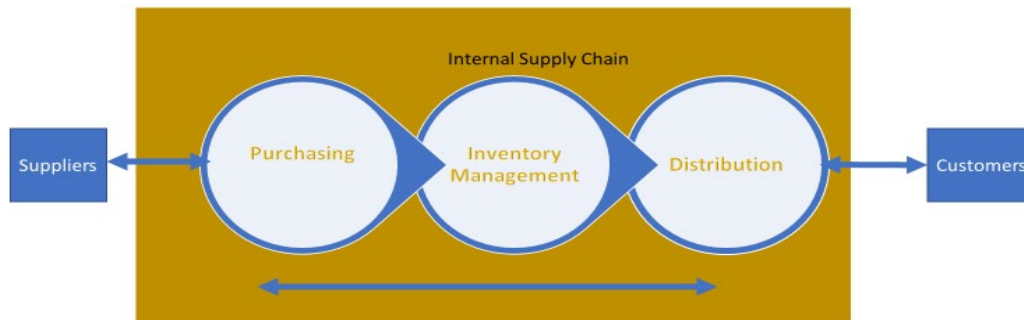 Internal Supply Chain
Suppliers
Purchasing
Inventory
Management
Distribution
Customers